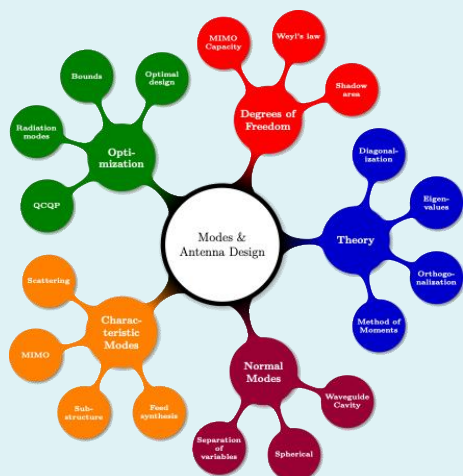 Modes &
Antenna Design
Degrees of
Freedom
MIMO
Capacity
Weyl's law
Shadow
area
Theory
Diagonal-
ization
Eigen-
values
Orthogo-
nalization
Method of
Moments
Normal
Modes
Waveguide
Cavity
Spherical
Separation
of
variables
Charac-
teristic
Modes
Feed
synthesis
Sub-
structure
MIMO
Scattering
Opti-
mization
QCQP
Radiation
modes
Bounds
Optimal
design